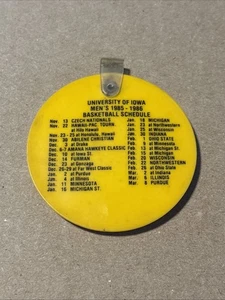 UNIVERSITY OF IOWA
MEN'S 1985 - 1986
BASKETBALL SCHEDULE
Nov. 13 CZECH NATIONALS
Nov. 22 HAWAII-PAC. TOURN.
at Hilo Hawaii
Nov. 23-25 at Honolulu, Hawaii
Nov. 30 ABILENE CHRISTIAN
Dec. 3 at Drake
Dec. 6-7 AMANA HAWKEYE CLASSIC
Dec. 10 at Iowa St.
Dec. 14 FURMAN
Dec. 23 at Gonzaga
Dec. 28-29 at Far West Classic
Jan. 2 at Purdue
Jan. 4 at Illinois
Jan. 11 MINNESOTA
Jan. 16 MICHIGAN ST.
Jan. 18 MICHIGAN
Jan. 23 at Northwestern
Jan. 25 at Wisconsin
Jan. 30 INDIANA
Feb. 1 OHIO STATE
Feb. 5 at Minnesota
Feb. 13 at Michigan St.
Feb. 15 at Michigan
Feb. 20 WISCONSIN
Feb. 22 NORTHWESTERN
Feb. 26 at Ohio State
Mar. 2 at Indiana
Mar. 6 ILLINOIS
Mar. 8 PURDUE